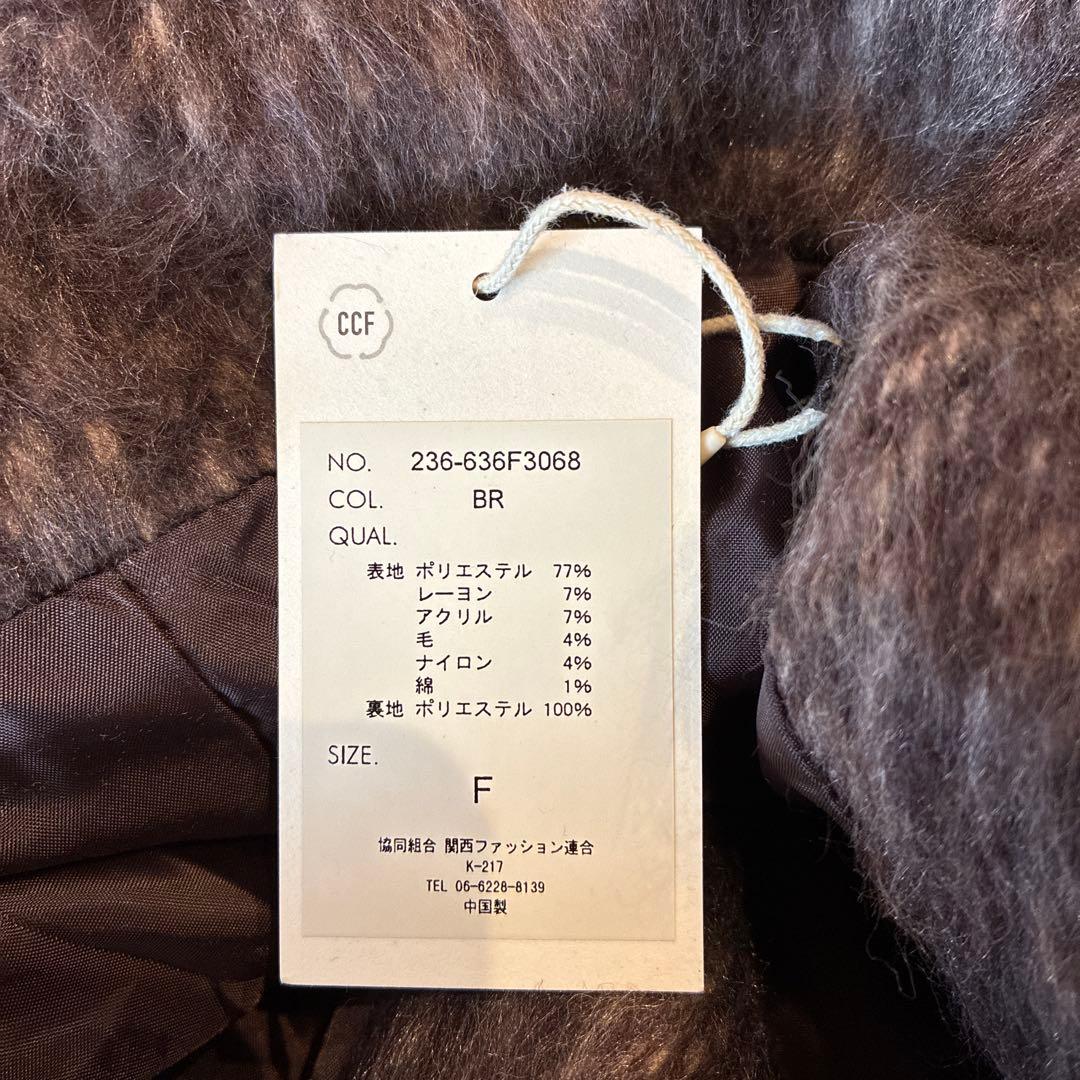 CCF
NO. 236-636F3068
COL. BR
QUAL.
表地 ポリエステル 77%
レーヨン 7%
アクリル 7%
毛 4%
ナイロン 4%
綿 1%
裏地 ポリエステル 100%
SIZE.
F
協同組合 関西ファッション連合
K-217
TEL 06-6228-8139
中国製